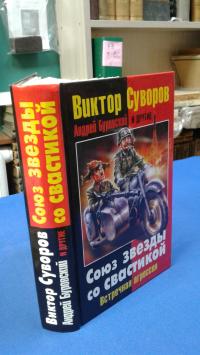 Виктор Суворов
Андрей Буровский и другие
Союз звезды
со свастикой
Встречная агрессия
Виктор Суворов
Андрей Буровский и другие
Союз звезды
со свастикой